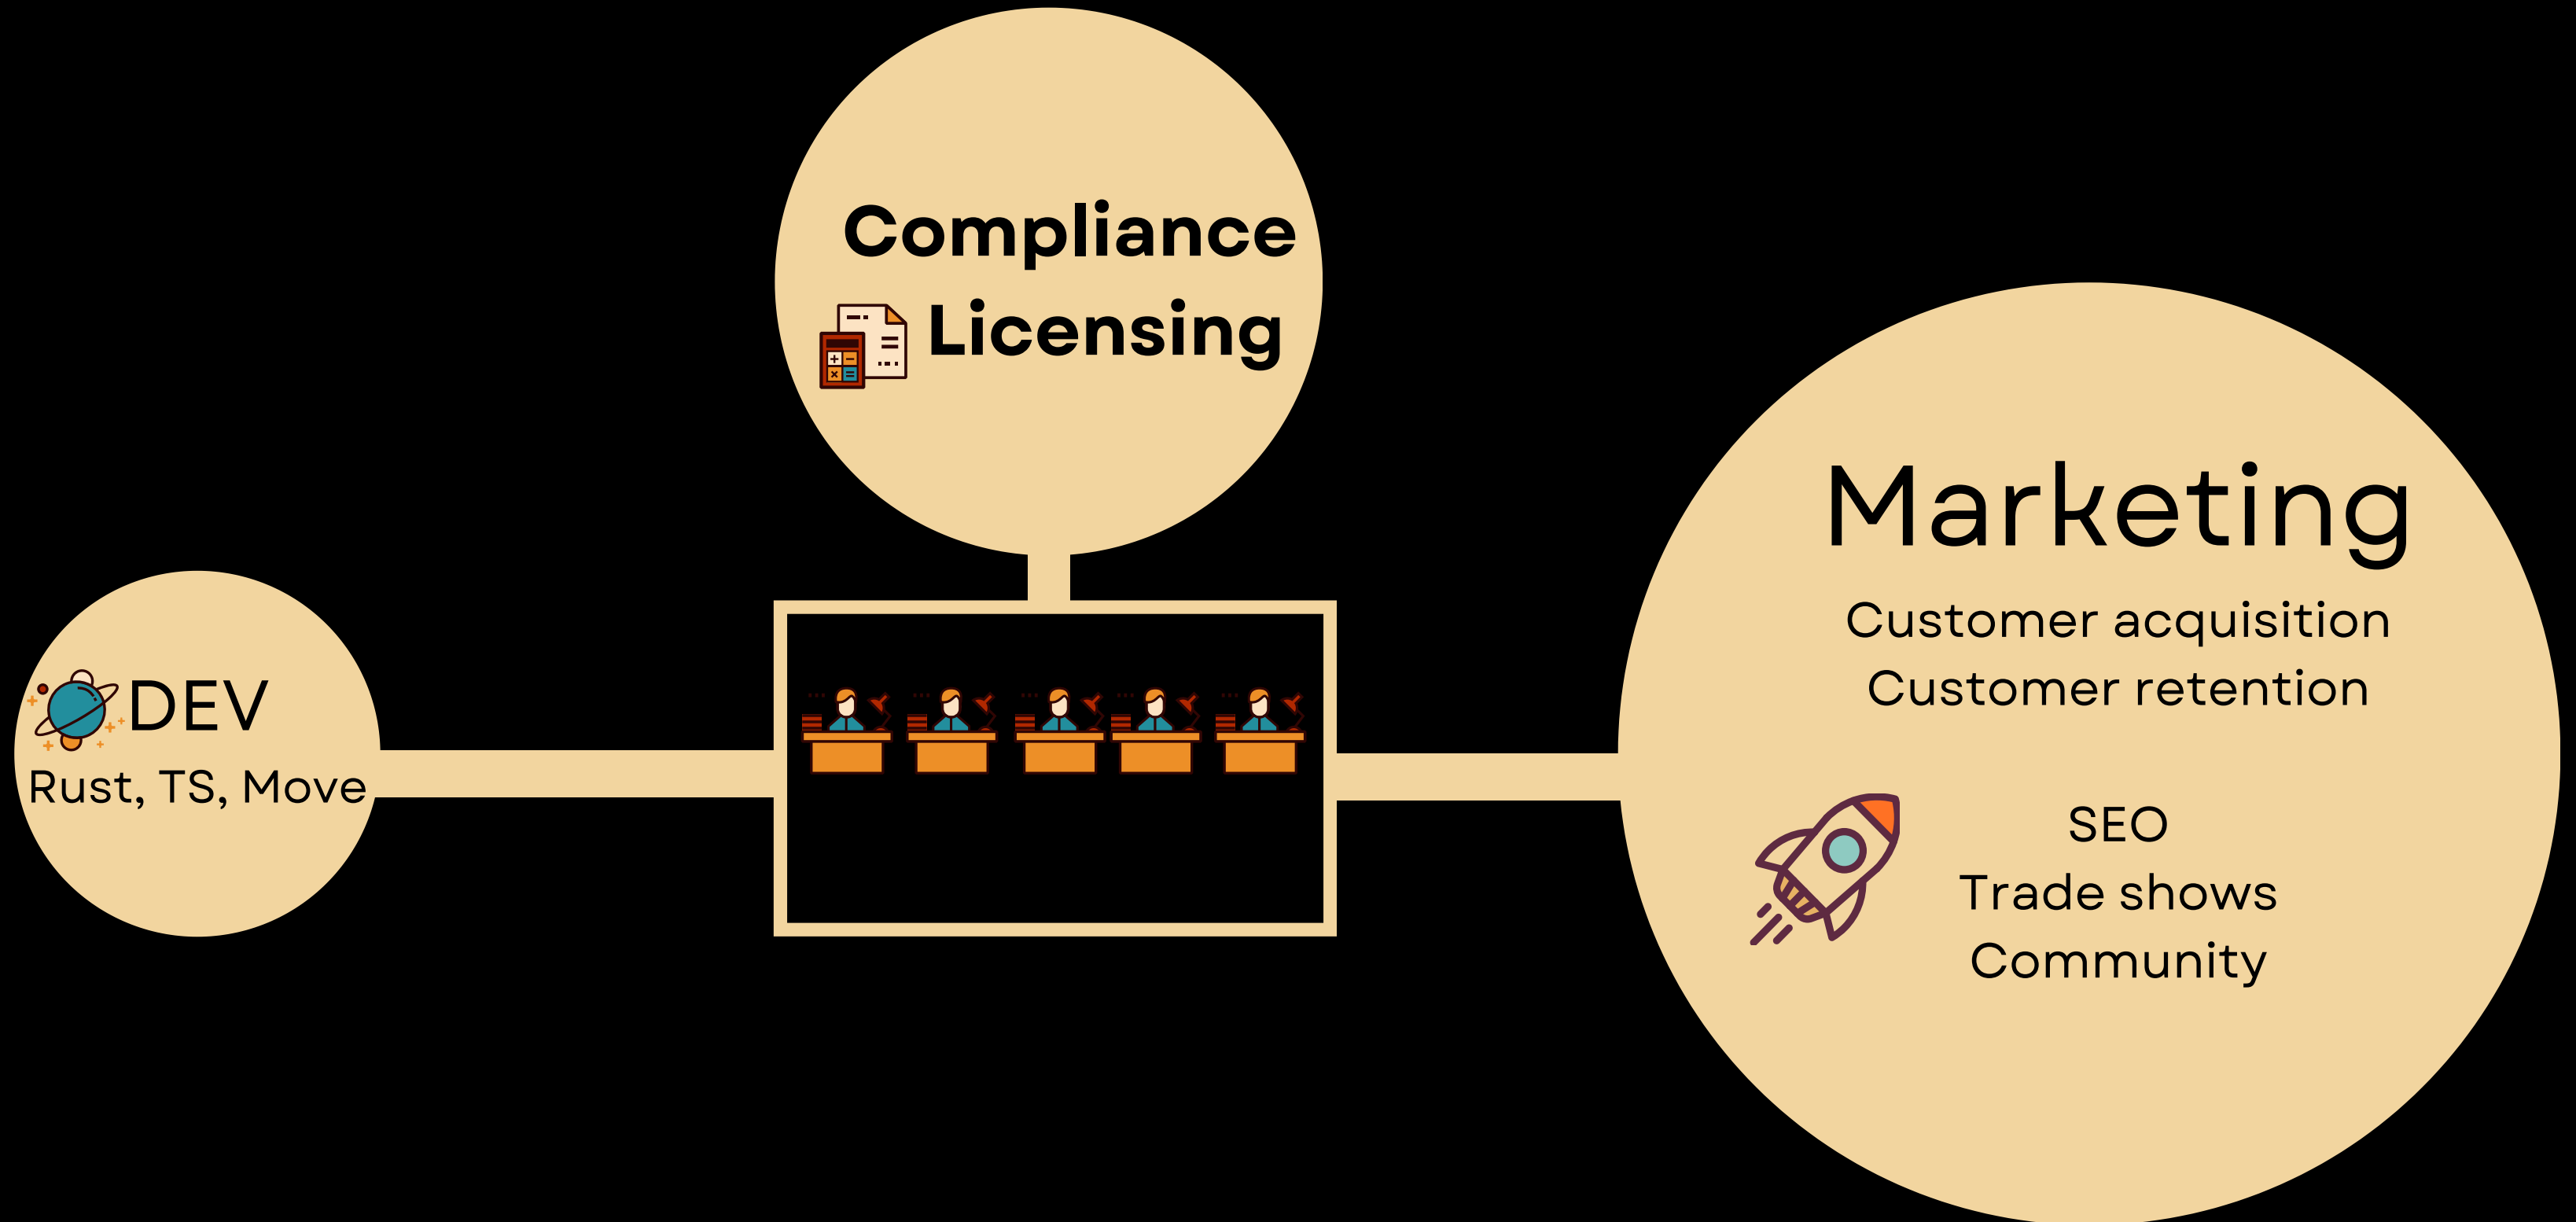 Compliance
Licensing
DEV
Rust, TS, Move
Marketing
Customer acquisition
Customer retention
SEO
Trade shows
Community